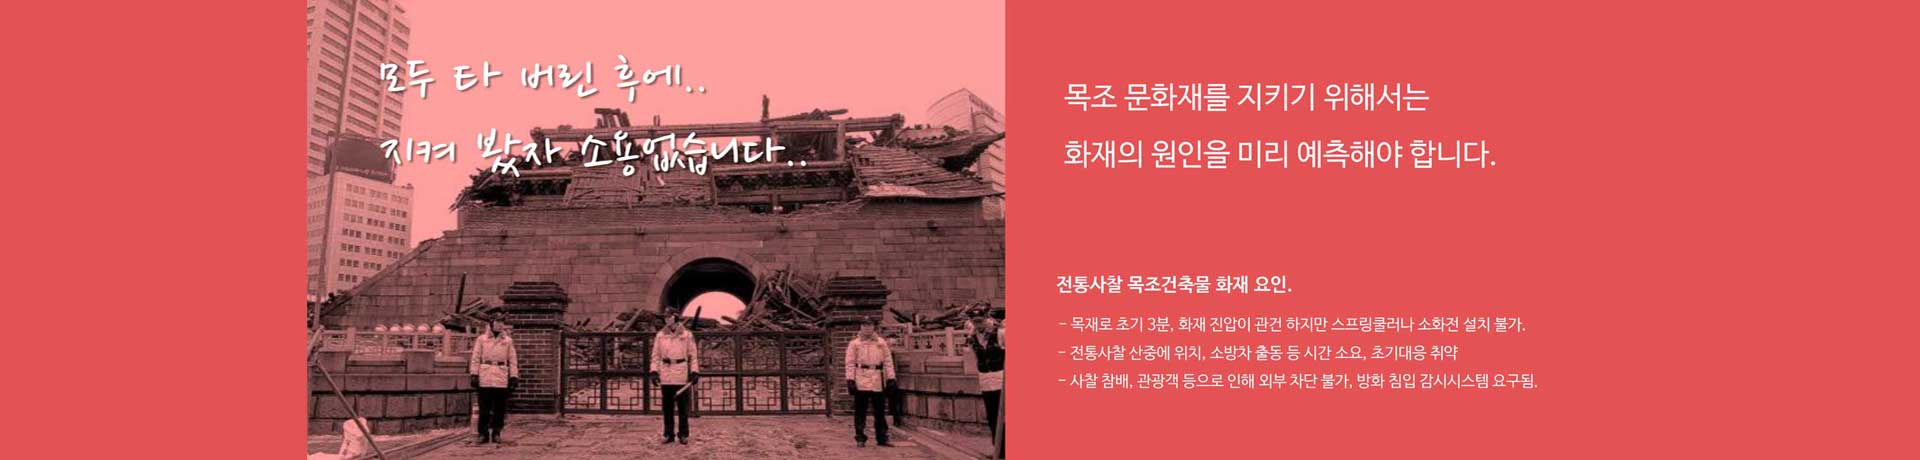 모두 타 버린 후에..
지켜 봤자 소용없습니다..
목조 문화재를 지키기 위해서는
화재의 원인을 미리 예측해야 합니다.
전통사찰 목조건축물 화재 요인.
- 목재로 초기 3분, 화재 진압이 관건 하지만 스프링쿨러나 소화전 설치 불가.
- 전통사찰 산중에 위치, 소방차 출동 등 시간 소요, 초기대응 취약
- 사찰 참배, 관광객 등으로 인해 외부 차단 불가, 방화 침입 감시시스템 요구됨.